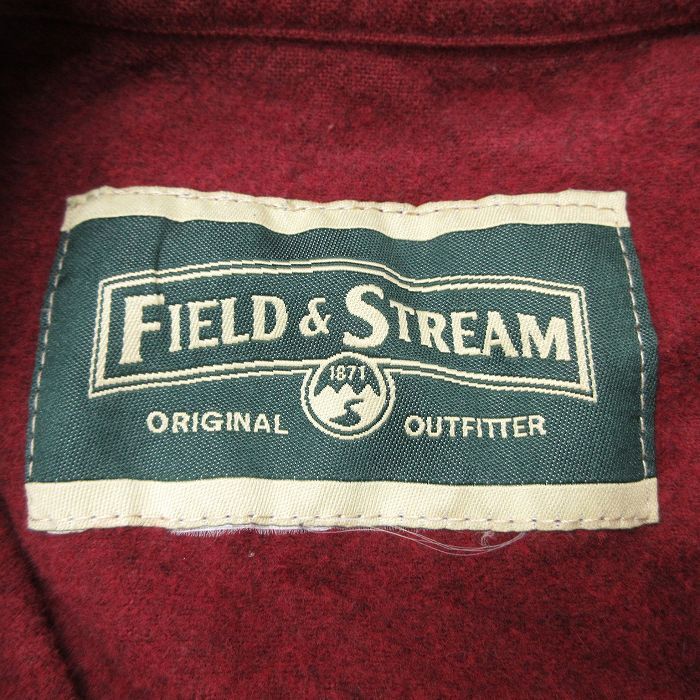 FIELD & STREAM
1871
ORIGINAL OUTFITTER